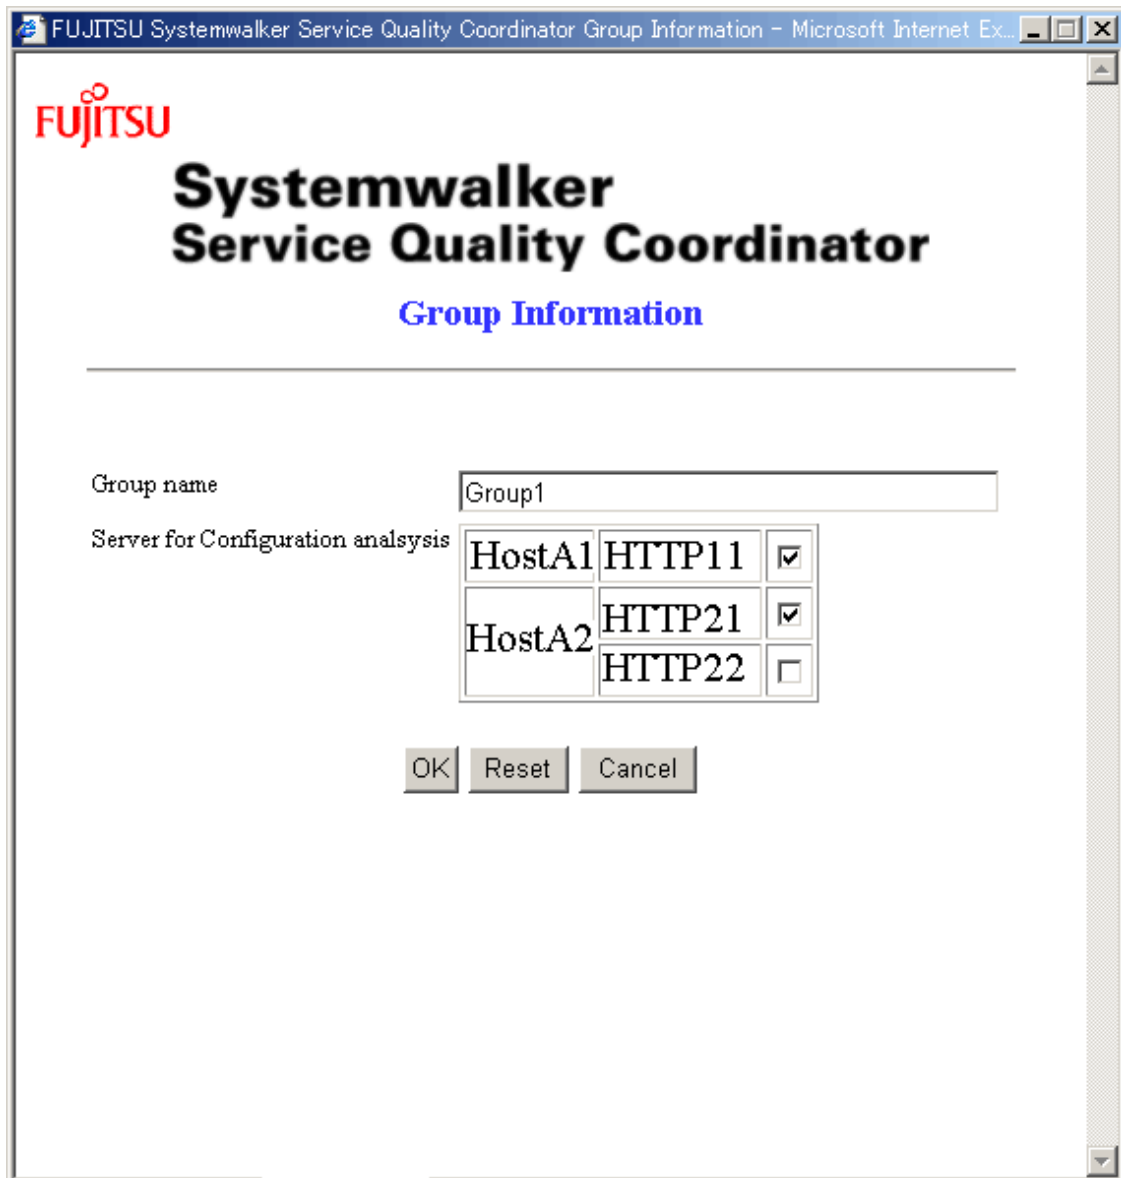 FUJITSU Systemwalker Service Quality Coordinator Group Information - Microsoft Internet Ex...
FUJITSU
Systemwalker
Service Quality Coordinator
Group Information
Group name
Group1
Server for Configuration analsysis
HostA1 HTTP11
HostA2 HTTP21
HTTP22
OK Reset Cancel